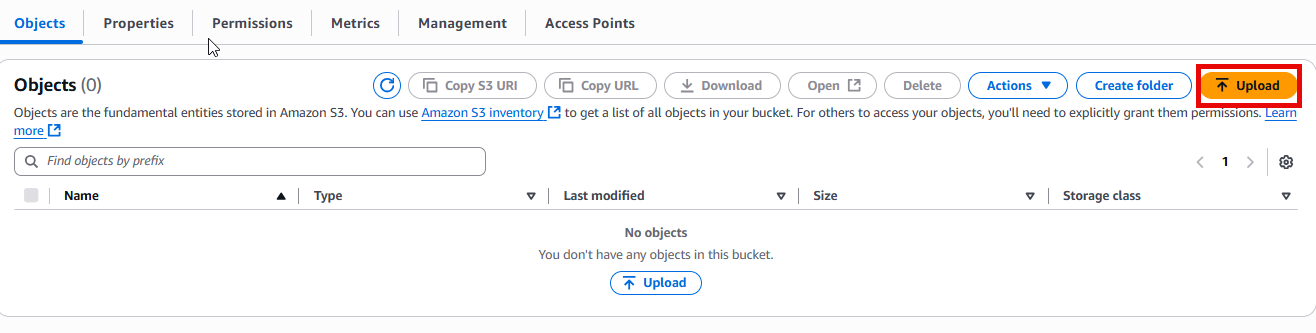 Objects Properties Permissions Metrics Management Access Points
Objects (0) Copy S3 URI Copy URL Download Open Delete Actions Create folder Upload
Objects are the fundamental entities stored in Amazon S3. You can use Amazon S3 inventory to get a list of all objects in your bucket. For others to access your objects, you'll need to explicitly grant them permissions. Learn
more
Find objects by prefix 1
Name Type Last modified Size Storage class
No objects
You don't have any objects in this bucket.
Upload